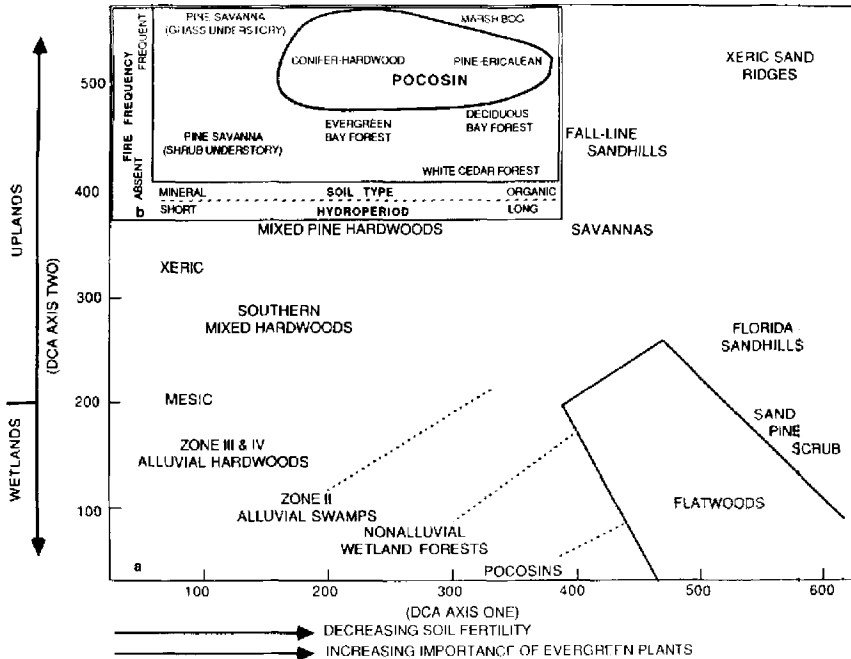 PINE SAVANNA
(GRASS UNDERSTORY)
MARSH BOG
CONIFER-HARDWOOD
PINE-ERICALEAN
POCOSIN
EVERGREEN
BAY FOREST
DECIDUOUS
BAY FOREST
PINE SAVANNA
(SHRUB UNDERSTORY)
WHITE CEDAR FOREST
FIRE FREQUENCY
FREQUENT
ABSENT
MINERAL SOIL TYPE ORGANIC
SHORT HYDROPERIOD LONG
b
XERIC SAND
RIDGES
FALL-LINE
SANDHILLS
MIXED PINE HARDWOODS
SAVANNAS
XERIC
SOUTHERN
MIXED HARDWOODS
FLORIDA
SANDHILLS
MESIC
SAND
PINE
SCRUB
ZONE III & IV
ALLUVIAL HARDWOODS
ZONE II
ALLUVIAL SWAMPS
FLATWOODS
NONALLUVIAL
WETLAND FORESTS
POCOSINS
a
UPLANDS
WETLANDS
(DCA AXIS TWO)
500
400
300
200
100
100 200 300 400 500 600
(DCA AXIS ONE)
DECREASING SOIL FERTILITY
INCREASING IMPORTANCE OF EVERGREEN PLANTS